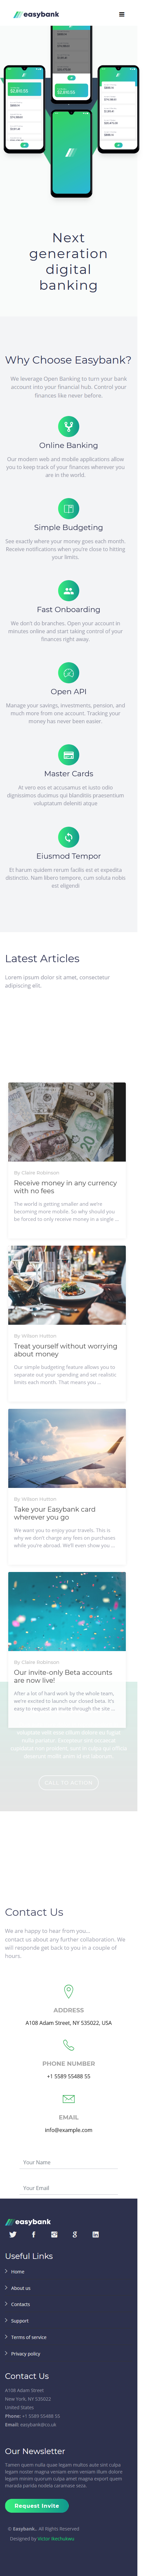 easybank
Next
generation
digital
banking
Why Choose Easybank?
We leverage Open Banking to turn your bank
account into your financial hub. Control your
finances like never before.
Online Banking
Our modern web and mobile applications allow
you to keep track of your finances wherever you
are in the world.
Simple Budgeting
See exactly where your money goes each month.
Receive notifications when you're close to hitting
your limits.
Fast Onboarding
We don't do branches. Open your account in
minutes online and start taking control of your
finances right away.
Open API
Manage your savings, investments, pension, and
much more from one account. Tracking your
money has never been easier.
Master Cards
At vero eos et accusamus et iusto odio
dignissimos ducimus qui blanditiis praesentium
voluptatum deleniti atque
Eiusmod Tempor
Et harum quidem rerum facilis est et expedita
distinctio. Nam libero tempore, cum soluta nobis
est eligendi
Latest Articles
Lorem ipsum dolor sit amet, consectetur
adipiscing elit.
By Claire Robinson
Receive money in any currency
with no fees
The world is getting smaller and we're
becoming more mobile. So why should you
be forced to only receive money in a single …
By Wilson Hutton
Treat yourself without worrying
about money
Our simple budgeting feature allows you to
separate out your spending and set realistic
limits each month. That means you …
By Wilson Hutton
Take your Easybank card
wherever you go
We want you to enjoy your travels. This is
why we don't charge any fees on purchases
while you're abroad. We'll even show you …
By Claire Robinson
Our invite-only Beta accounts
are now live!
After a lot of hard work by the whole team,
we're excited to launch our closed beta. It's
easy to request an invite through the site ...
CALL TO ACTION
Contact Us
We are happy to hear from you...
contact us about any further collaboration. We
will responde get back to you in a couple of
hours.
ADDRESS
A108 Adam Street, NY 535022, USA
PHONE NUMBER
+1 5589 55488 55
EMAIL
info@example.com
Your Name
Your Email
easybank
Useful Links
Home
About us
Contacts
Support
Terms of service
Privacy policy
Contact Us
A108 Adam Street
New York, NY 535022
United States
Phone: +1 5589 55488 55
Email: easybank@co.uk
Our Newsletter
Tamen quem nulla quae legam multos aute sint culpa
legam noster magna veniam enim veniam illum dolore
legam minim quorum culpa amet magna export quem
marada parida nodela caramase seza.
Request Invite
© Easybank.. All Rights Reserved
Designed by Victor Ikechukwu